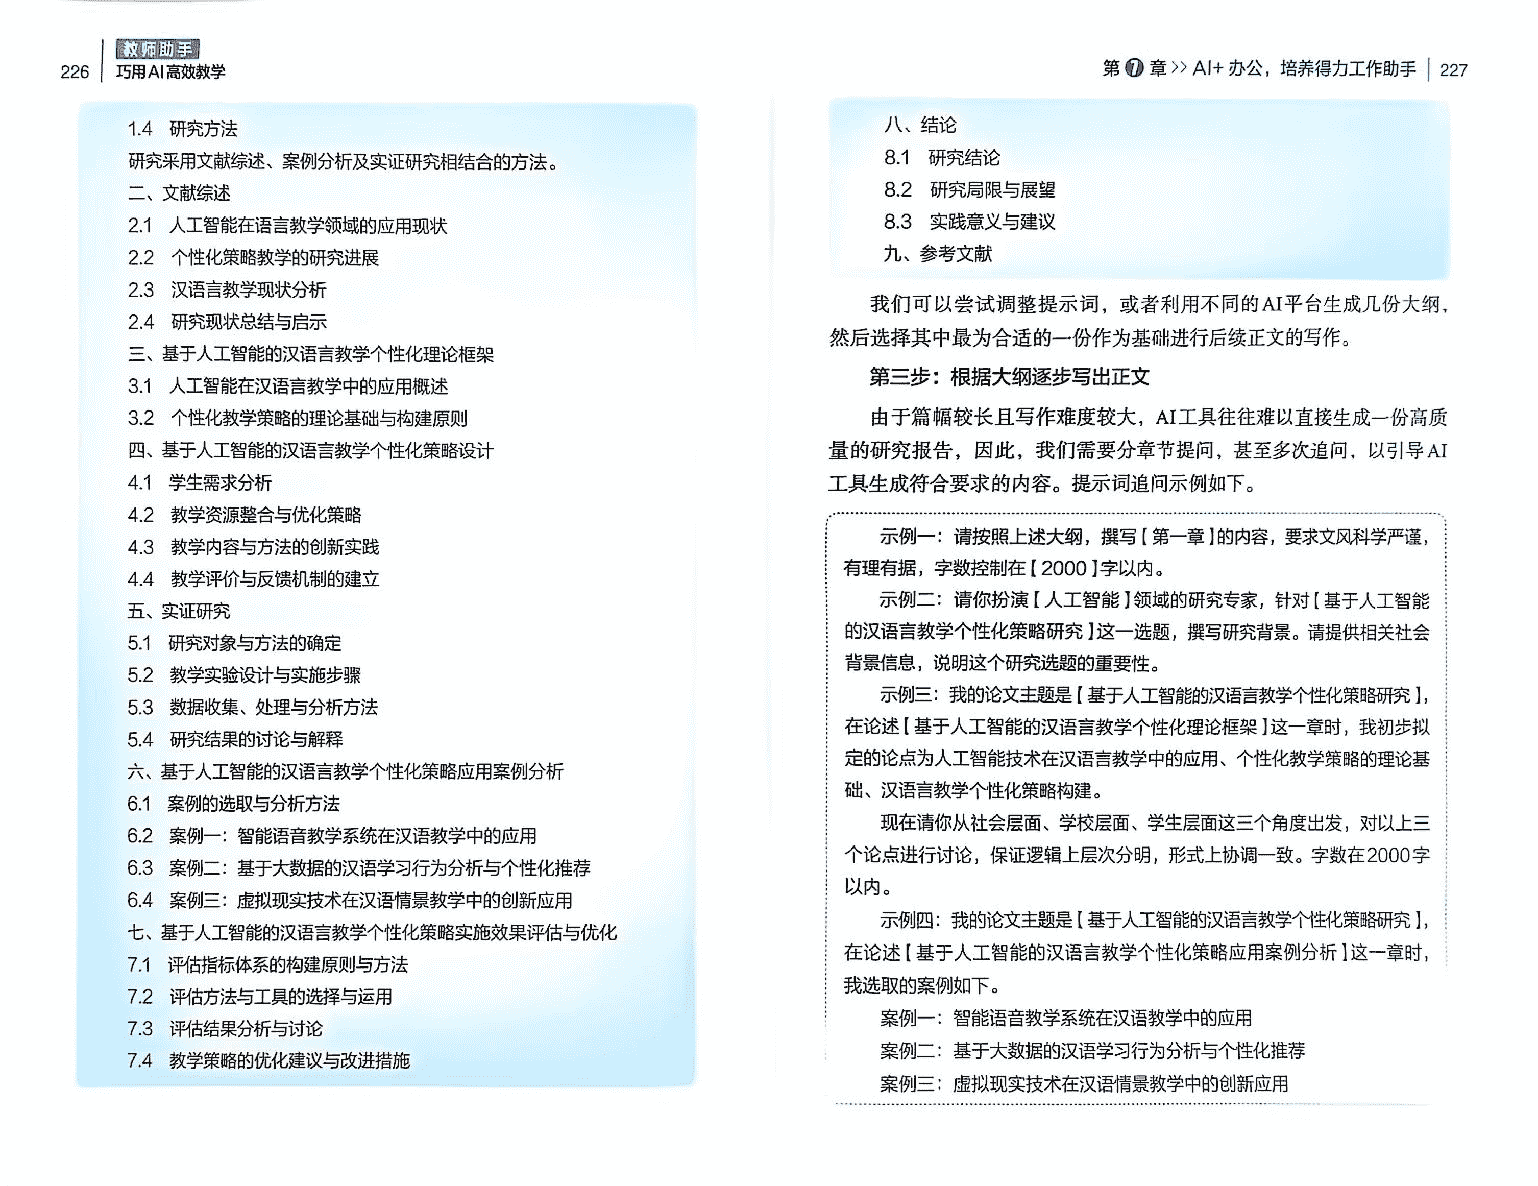 226
教师助手
巧用AI高效教学
1.4 研究方法
研究采用文献综述、案例分析及实证研究相结合的方法。
二、文献综述
2.1 人工智能在语言教学领域的应用现状
2.2 个性化策略教学的研究进展
2.3 汉语言教学现状分析
2.4 研究现状总结与启示
三、基于人工智能的汉语言教学个性化理论框架
3.1 人工智能在汉语言教学中的应用概述
3.2 个性化教学策略的理论基础与构建原则
四、基于人工智能的汉语言教学个性化策略设计
4.1 学生需求分析
4.2 教学资源整合与优化策略
4.3 教学内容与方法的创新实践
4.4 教学评价与反馈机制的建立
五、实证研究
5.1 研究对象与方法的确定
5.2 教学实验设计与实施步骤
5.3 数据收集、处理与分析方法
5.4 研究结果的讨论与解释
六、基于人工智能的汉语言教学个性化策略应用案例分析
6.1 案例的选取与分析方法
6.2 案例一：智能语音教学系统在汉语教学中的应用
6.3 案例二：基于大数据的汉语学习行为分析与个性化推荐
6.4 案例三：虚拟现实技术在汉语情景教学中的创新应用
七、基于人工智能的汉语言教学个性化策略实施效果评估与优化
7.1 评估指标体系的构建原则与方法
7.2 评估方法与工具的选择与运用
7.3 评估结果分析与讨论
7.4 教学策略的优化建议与改进措施
第7章>>AI+办公，培养得力工作助手 227
八、结论
8.1 研究结论
8.2 研究局限与展望
8.3 实践意义与建议
九、参考文献
我们可以尝试调整提示词，或者利用不同的AI平台生成几份大纲，
然后选择其中最为合适的一份作为基础进行后续正文的写作。
第三步：根据大纲逐步写出正文
由于篇幅较长且写作难度较大，AI工具往往难以直接生成一份高质
量的研究报告，因此，我们需要分章节提问，甚至多次追问，以引导AI
工具生成符合要求的内容。提示词追问示例如下。
示例一：请按照上述大纲，撰写【第一章】的内容，要求文风科学严谨，
有理有据，字数控制在【2000】字以内。
示例二：请你扮演【人工智能】领域的研究专家，针对【基于人工智能
的汉语言教学个性化策略研究】这一选题，撰写研究背景。请提供相关社会
背景信息，说明这个研究选题的重要性。
示例三：我的论文主题是【基于人工智能的汉语言教学个性化策略研究】，
在论述【基于人工智能的汉语言教学个性化理论框架】这一章时，我初步拟
定的论点为人工智能技术在汉语言教学中的应用、个性化教学策略的理论基
础、汉语言教学个性化策略构建。
现在请你从社会层面、学校层面、学生层面这三个角度出发，对以上三
个论点进行讨论，保证逻辑上层次分明，形式上协调一致。字数在2000字
以内。
示例四：我的论文主题是【基于人工智能的汉语言教学个性化策略研究】，
在论述【基于人工智能的汉语言教学个性化策略应用案例分析】这一章时，
我选取的案例如下。
案例一：智能语音教学系统在汉语教学中的应用
案例二：基于大数据的汉语学习行为分析与个性化推荐
案例三：虚拟现实技术在汉语情景教学中的创新应用